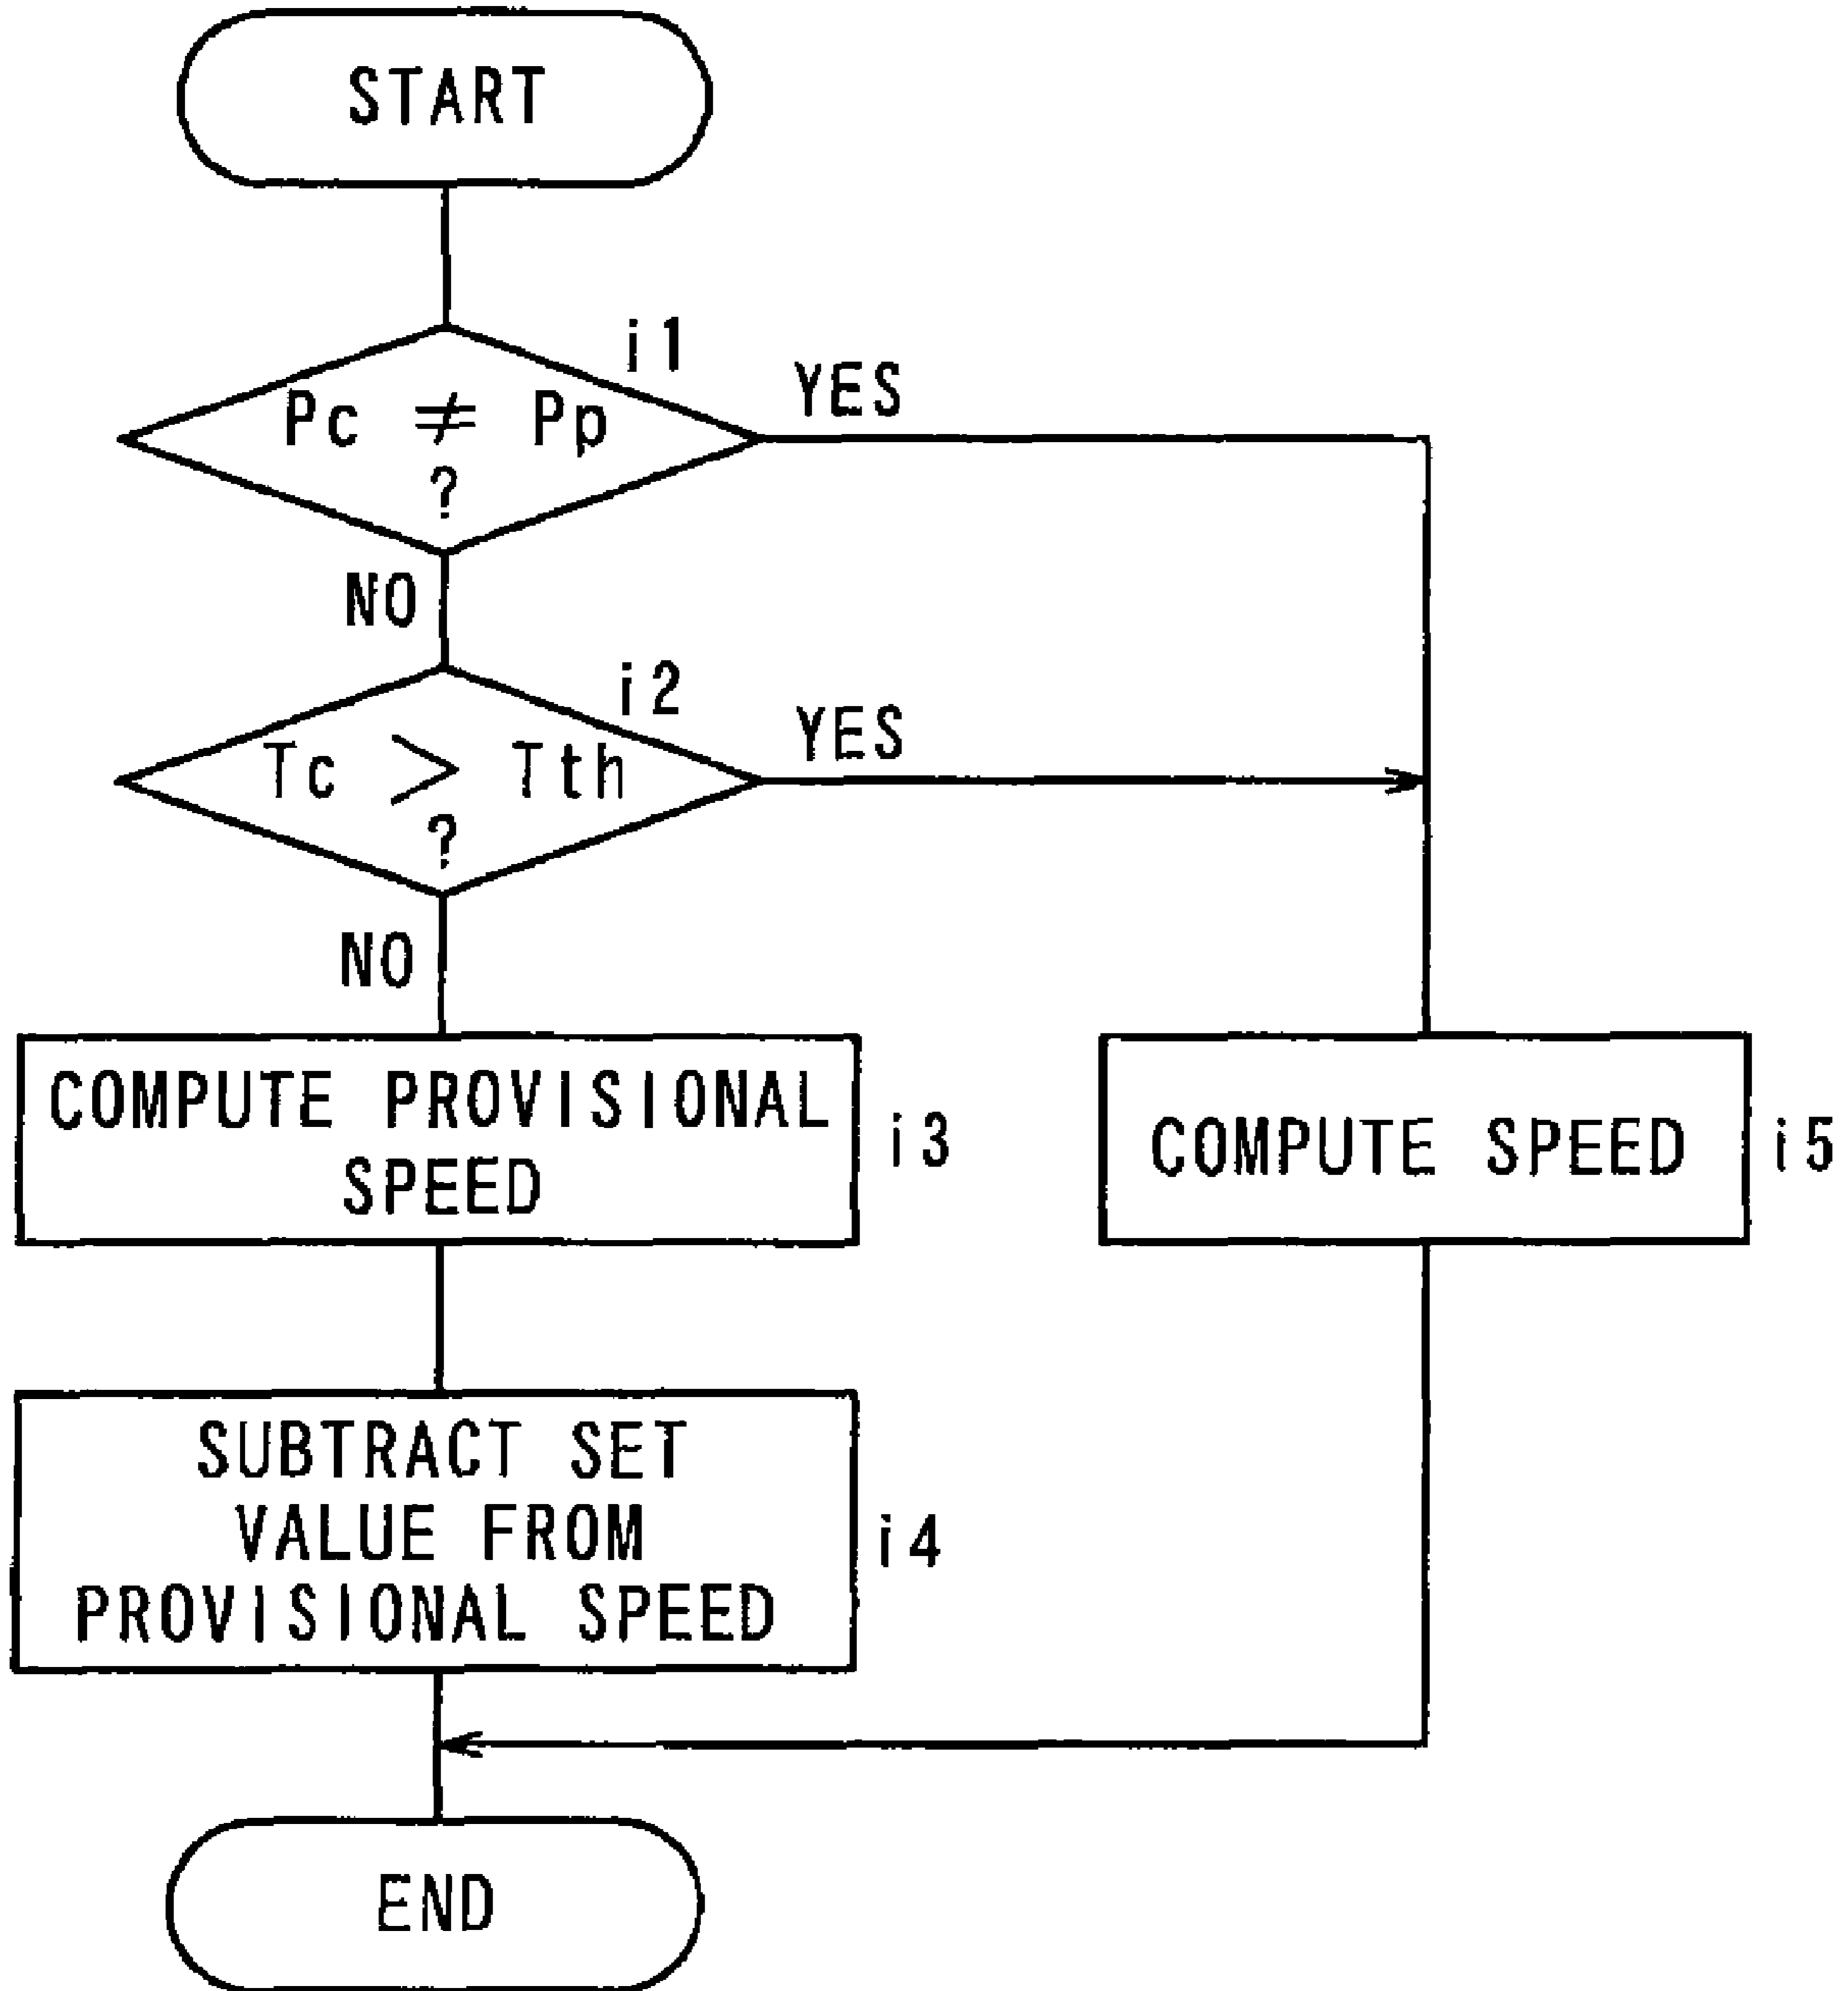 START
i1
YES
Pc ≠ Pp
?
NO
i2
YES
Tc > Tth
?
NO
COMPUTE PROVISIONAL
SPEED
i3
COMPUTE SPEED
i5
SUBTRACT SET
VALUE FROM
PROVISIONAL SPEED
i4
END